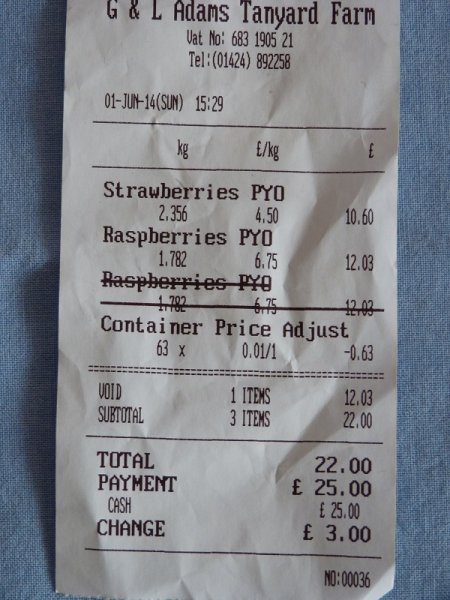 G & L Adams Tanyard Farm
Vat No: 683 1905 21
Tel:(01424) 892258
01-JUN-14(SUN) 15:29
kg £/kg £
Strawberries PYO
2.356 4.50 10.60
Raspberries PYO
1.782 6.75 12.03
Raspberries PYO
1.782 6.75 12.03
Container Price Adjust
63 x 0.01/1 -0.63
VOID 1 ITEMS 12.03
SUBTOTAL 3 ITEMS 22.00
TOTAL 22.00
PAYMENT £ 25.00
CASH £ 25.00
CHANGE £ 3.00
NO:00036